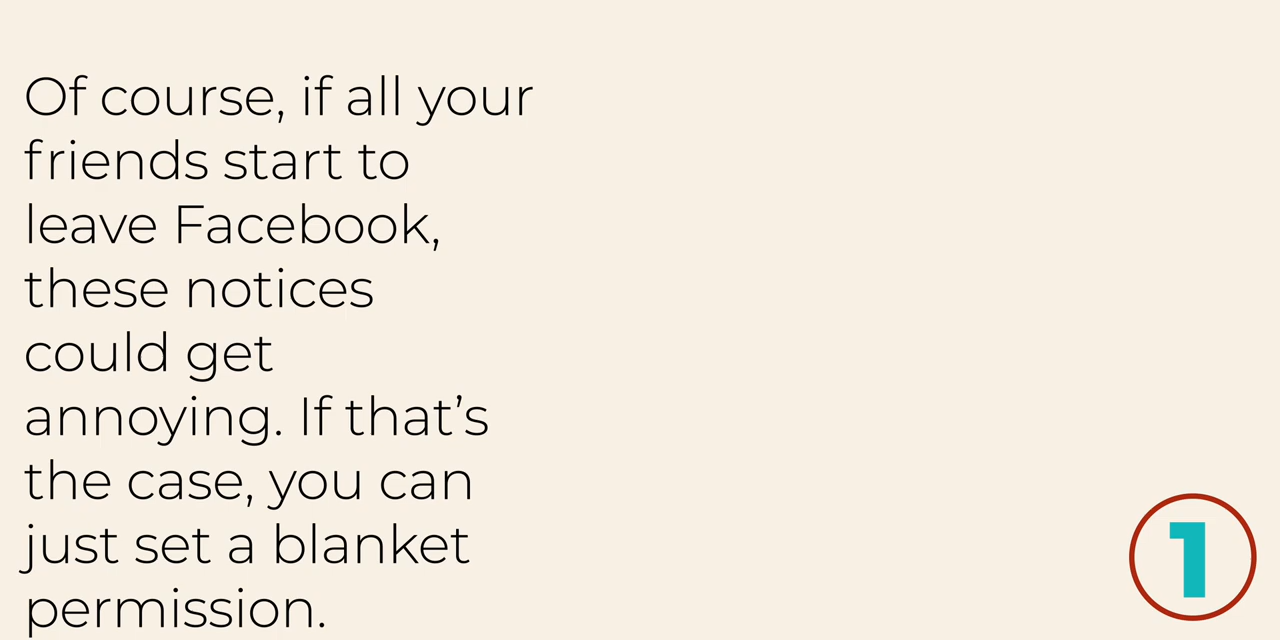 Of course, if all your
friends start to
leave Facebook,
these notices
could get
annoying. If that’s
the case, you can
just set a blanket
permission.
1